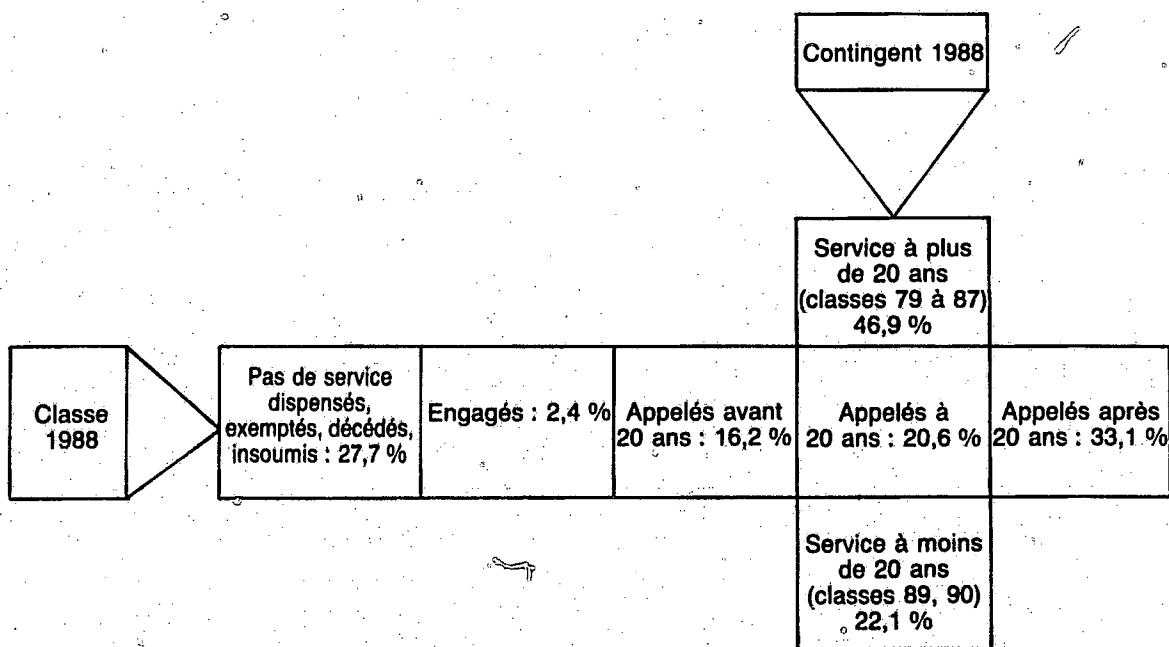 Contingent 1988
Service à plus
de 20 ans
(classes 79 à 87)
46,9 %
Classe
1988
Pas de service
dispensés,
exemptés, décédés,
insoumis : 27,7 %
Engagés : 2,4 %
Appelés avant
20 ans : 16,2 %
Appelés à
20 ans : 20,6 %
Appelés après
20 ans : 33,1 %
Service à moins
de 20 ans
(classes 89, 90)
22,1 %